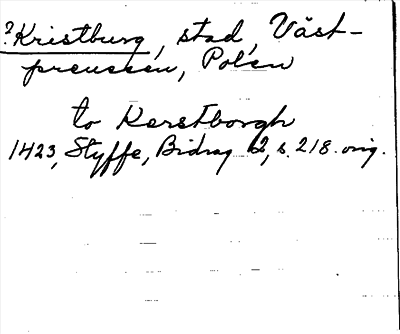 ?Kristburg, stad, Väst-
preussen, Polen
to Kerstborgh
1423, Styffe, Bidrag 2, s. 218. orig.